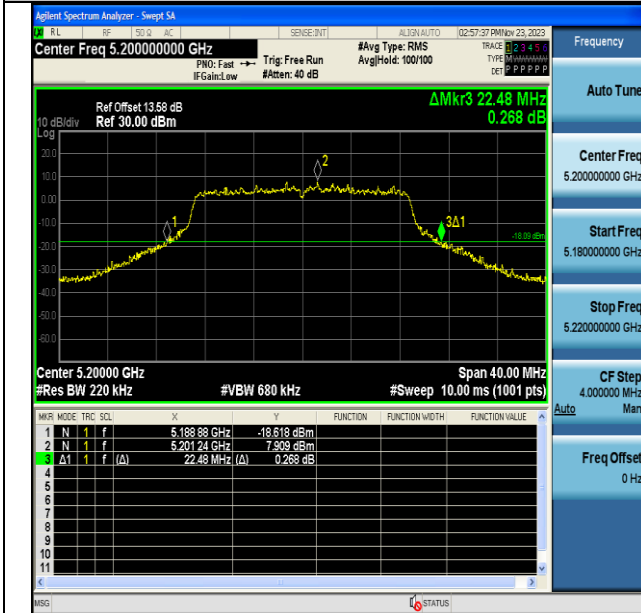 Agilent Spectrum Analyzer - Swept SA
RL RF 50 Ω AC SENSE:INT ALIGN AUTO 02:57:37 PM Nov 23, 2023
Center Freq 5.200000000 GHz
PNO: Fast
IFGain:Low
Trig: Free Run
#Atten: 40 dB
#Avg Type: RMS
Avg|Hold: 100/100
TRACE 1 2 3 4 5 6
TYPE M
DET P P P P P P
Frequency
Auto Tune
Center Freq
5.200000000 GHz
Start Freq
5.180000000 GHz
Stop Freq
5.220000000 GHz
CF Step
4.000000 MHz
Auto Man
Freq Offset
0 Hz
Ref Offset 13.58 dB
10 dB/div Ref 30.00 dBm
Log
ΔMkr3 22.48 MHz
0.268 dB
20.0
10.0
0.00
-10.0
-20.0
-30.0
-40.0
-50.0
-60.0
1
2
3Δ1
-18.09 dBm
Center 5.20000 GHz Span 40.00 MHz
#Res BW 220 kHz #VBW 680 kHz #Sweep 10.00 ms (1001 pts)
MKR MODE TRC SCL X Y FUNCTION FUNCTION WIDTH FUNCTION VALUE
1 N 1 f 5.188 88 GHz -18.618 dBm
2 N 1 f 5.201 24 GHz 7.909 dBm
3 Δ1 1 f (Δ) 22.48 MHz (Δ) 0.268 dB
4
5
6
7
8
9
10
11
MSG STATUS